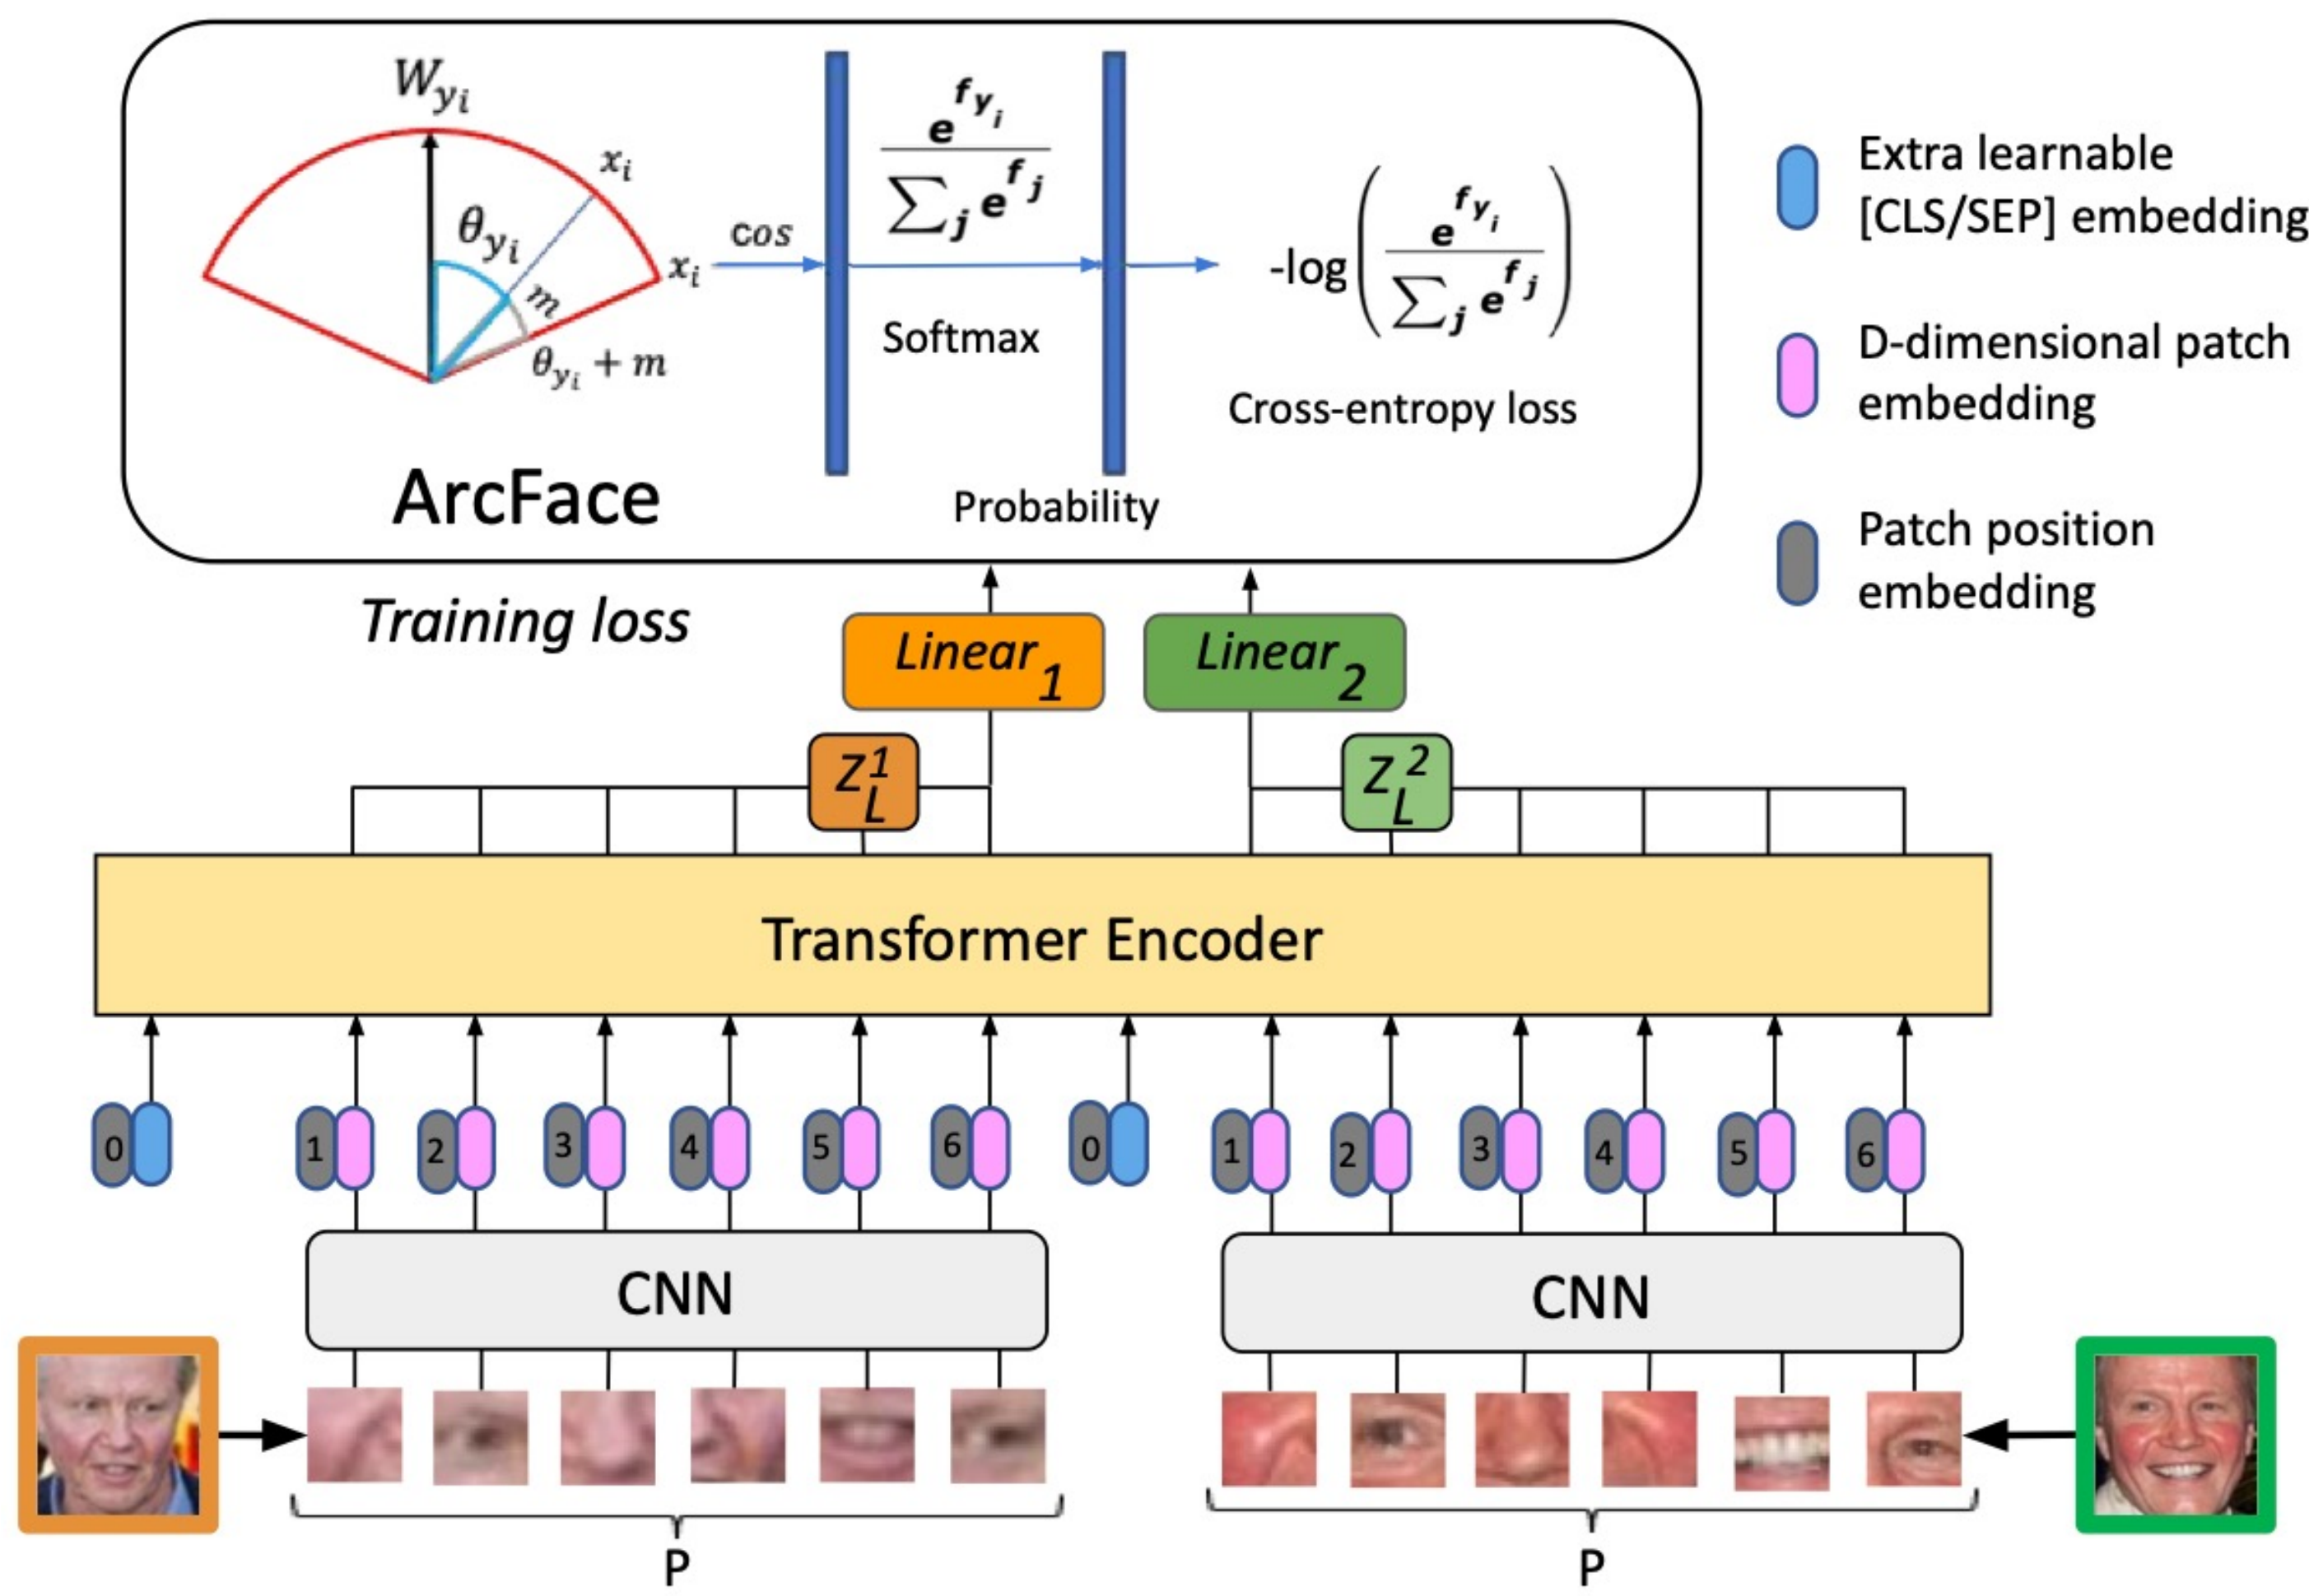 W_{y_i}
x_i
θ_{y_i}
m
x_i
θ_{y_i} + m
cos
e^{f_{y_i}}
∑_j e^{f_j}
Softmax
-log(e^{f_{y_i}} / ∑_j e^{f_j})
Cross-entropy loss
ArcFace
Probability
Extra learnable
[CLS/SEP] embedding
D-dimensional patch
embedding
Patch position
embedding
Training loss
Linear_1
Linear_2
Z_L^1
Z_L^2
Transformer Encoder
0 1 2 3 4 5 6 0 1 2 3 4 5 6
CNN
CNN
P
P